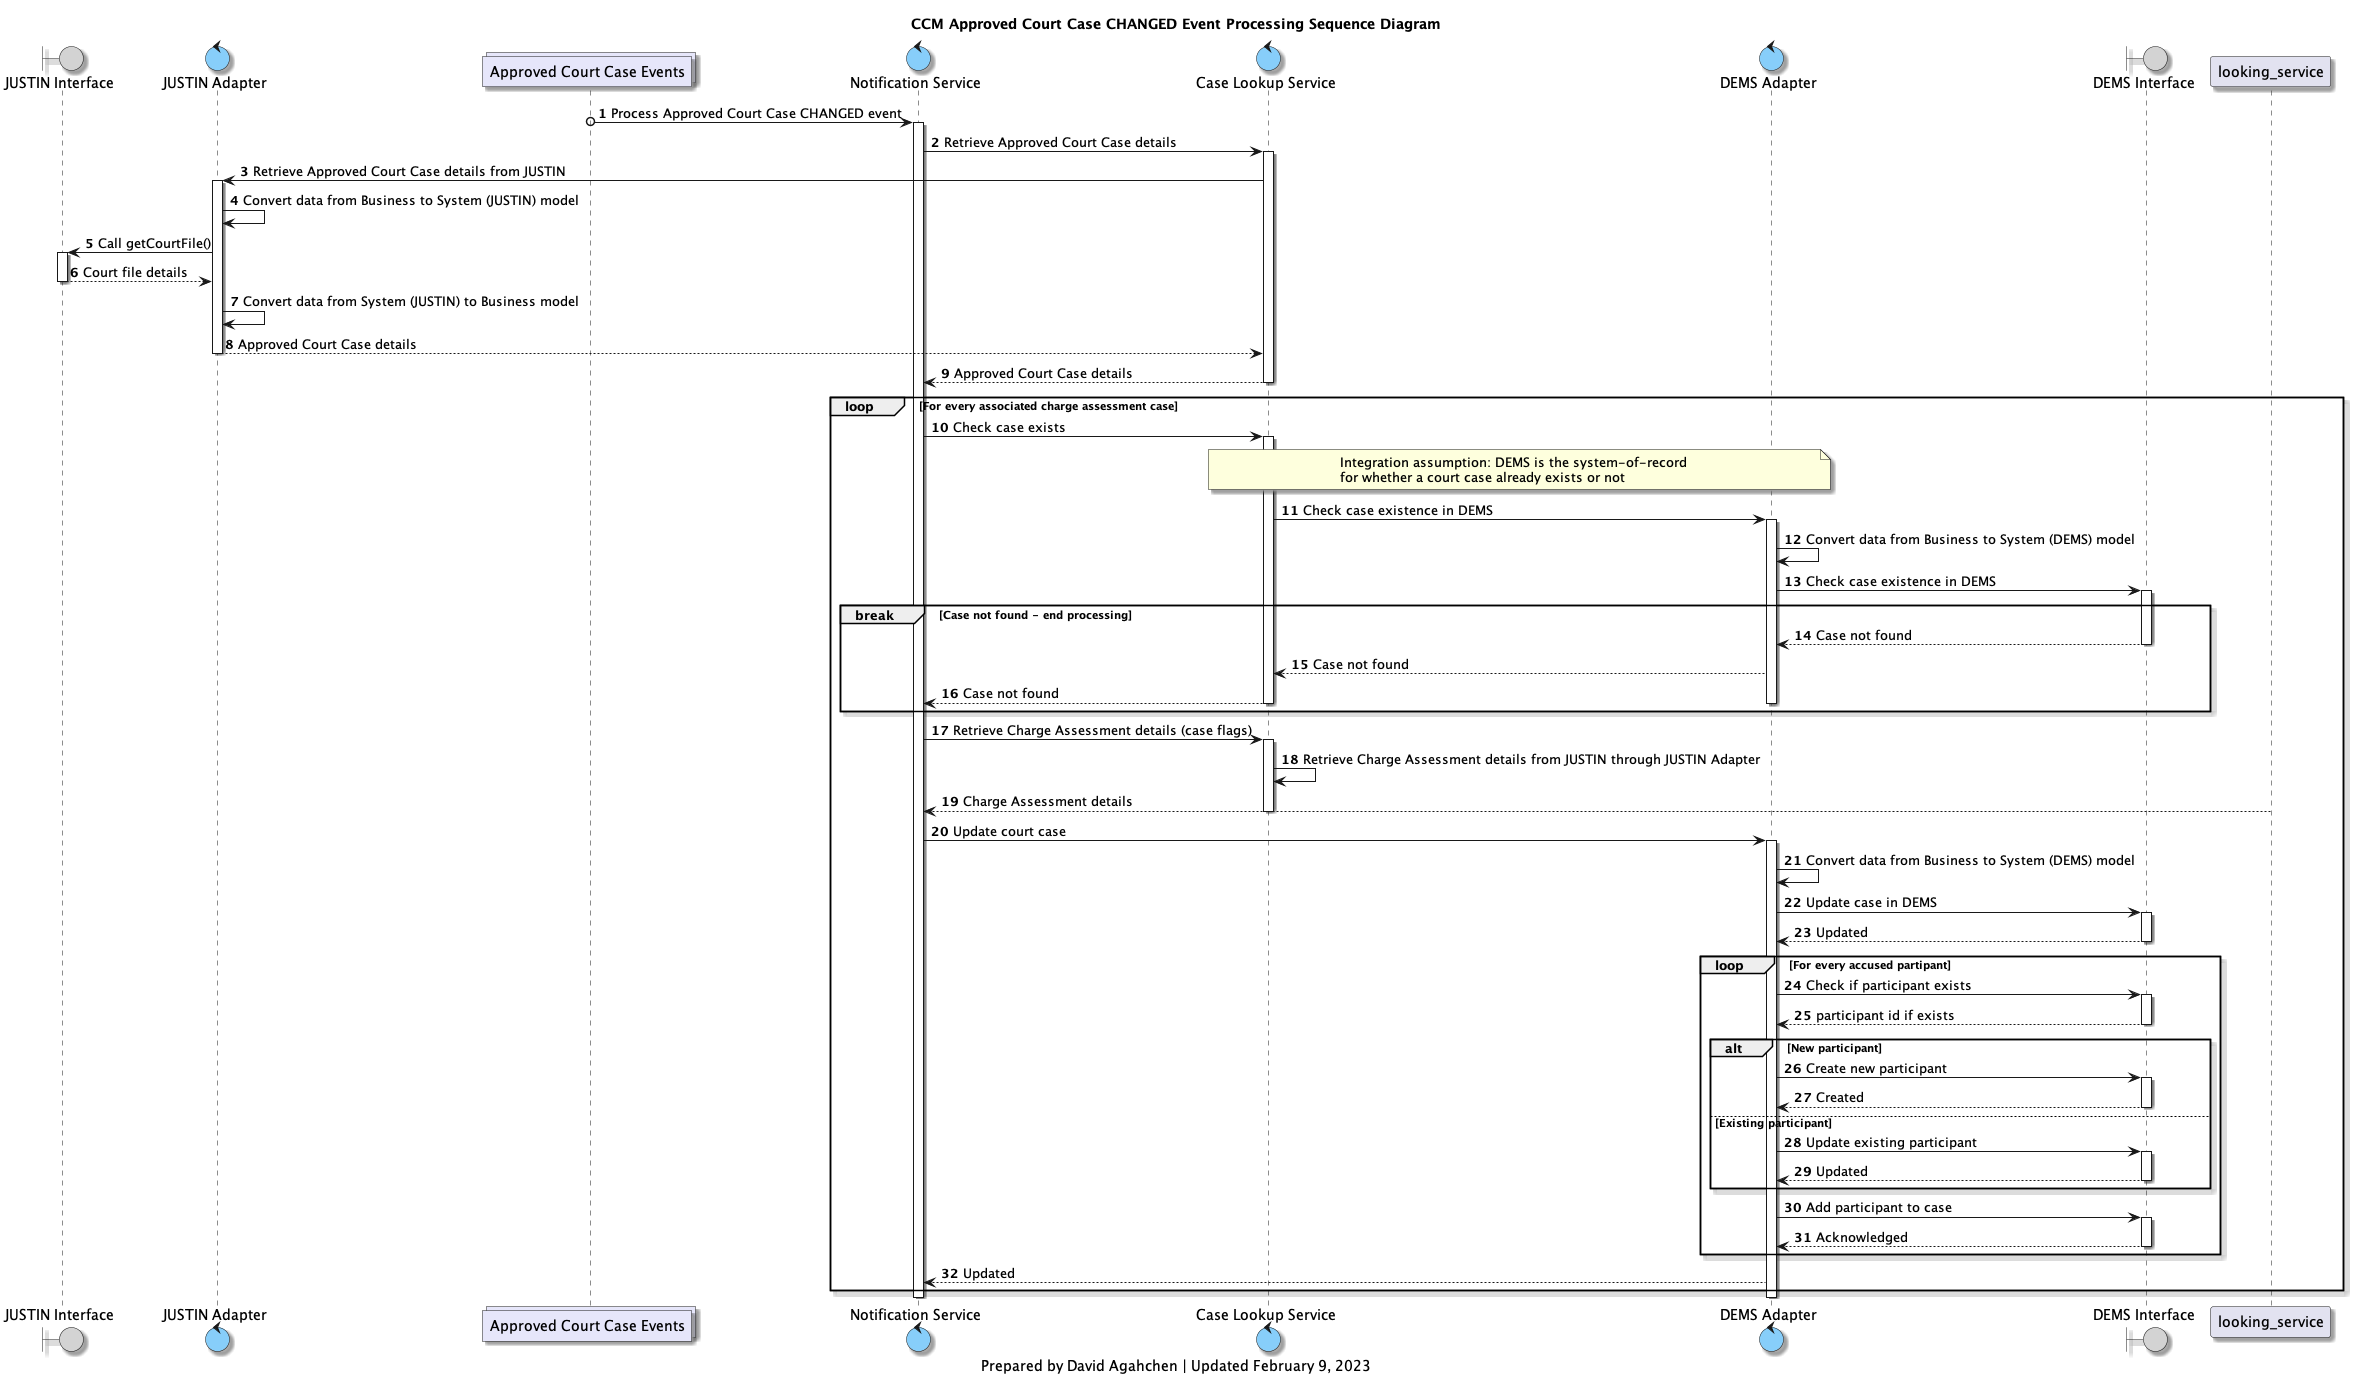 CCM Approved Court Case CHANGED Event Processing Sequence Diagram
JUSTIN Interface
JUSTIN Adapter
Approved Court Case Events
Notification Service
Case Lookup Service
DEMS Adapter
DEMS Interface
looking_service
1 Process Approved Court Case CHANGED event
2 Retrieve Approved Court Case details
3 Retrieve Approved Court Case details from JUSTIN
4 Convert data from Business to System (JUSTIN) model
5 Call getCourtFile()
6 Court file details
7 Convert data from System (JUSTIN) to Business model
8 Approved Court Case details
9 Approved Court Case details
loop [For every associated charge assessment case]
10 Check case exists
Integration assumption: DEMS is the system-of-record
for whether a court case already exists or not
11 Check case existence in DEMS
12 Convert data from Business to System (DEMS) model
13 Check case existence in DEMS
break [Case not found - end processing]
14 Case not found
15 Case not found
16 Case not found
17 Retrieve Charge Assessment details (case flags)
18 Retrieve Charge Assessment details from JUSTIN through JUSTIN Adapter
19 Charge Assessment details
20 Update court case
21 Convert data from Business to System (DEMS) model
22 Update case in DEMS
23 Updated
loop [For every accused partipant]
24 Check if participant exists
25 participant id if exists
alt [New participant]
26 Create new participant
27 Created
[Existing participant]
28 Update existing participant
29 Updated
30 Add participant to case
31 Acknowledged
32 Updated
JUSTIN Interface
JUSTIN Adapter
Approved Court Case Events
Notification Service
Case Lookup Service
DEMS Adapter
DEMS Interface
looking_service
Prepared by David Agahchen | Updated February 9, 2023